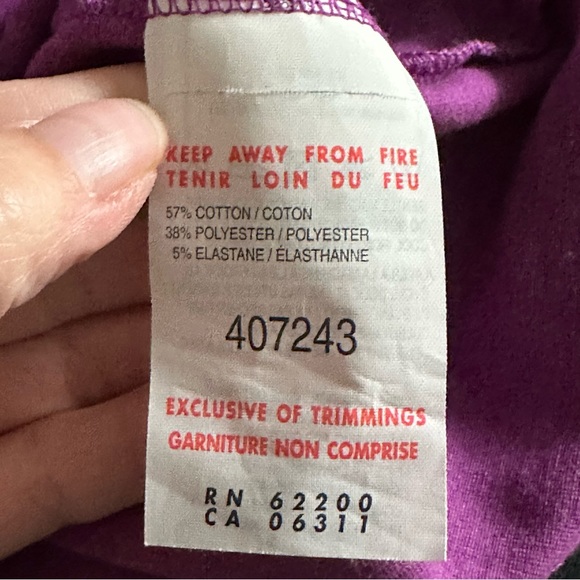 KEEP AWAY FROM FIRE
TENIR LOIN DU FEU
57% COTTON / COTON
38% POLYESTER / POLYESTER
5% ELASTANE / ÉLASTHANNE
407243
EXCLUSIVE OF TRIMMINGS
GARNITURE NON COMPRISE
RN 62200
CA 06311